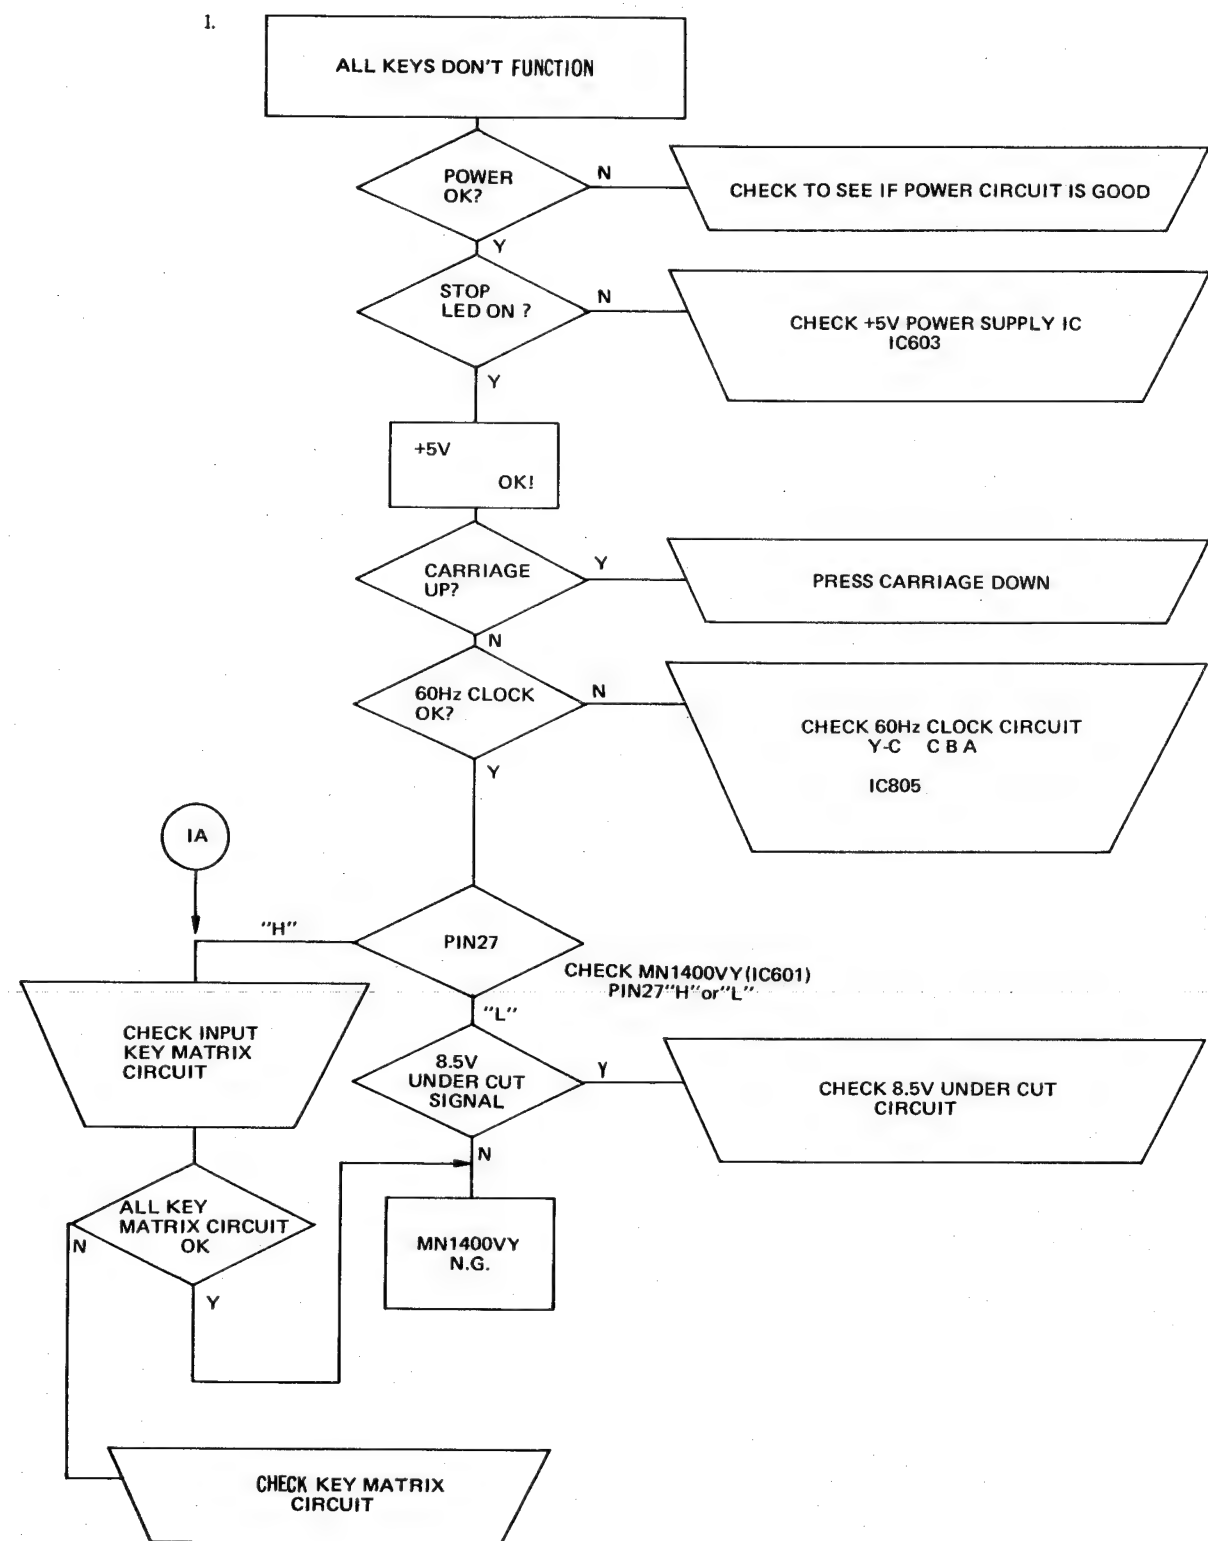 1.
ALL KEYS DON'T FUNCTION
POWER
OK?
N
CHECK TO SEE IF POWER CIRCUIT IS GOOD
Y
STOP
LED ON ?
N
CHECK +5V POWER SUPPLY IC
IC603
Y
+5V
OK!
CARRIAGE
UP?
Y
PRESS CARRIAGE DOWN
N
60Hz CLOCK
OK?
N
CHECK 60Hz CLOCK CIRCUIT
Y-C C B A
IC805
Y
IA
"H"
PIN27
CHECK MN1400VY(IC601)
PIN27"H"or"L"
"L"
CHECK INPUT
KEY MATRIX
CIRCUIT
8.5V
UNDER CUT
SIGNAL
Y
CHECK 8.5V UNDER CUT
CIRCUIT
N
ALL KEY
MATRIX CIRCUIT
OK
N
Y
MN1400VY
N.G.
CHECK KEY MATRIX
CIRCUIT